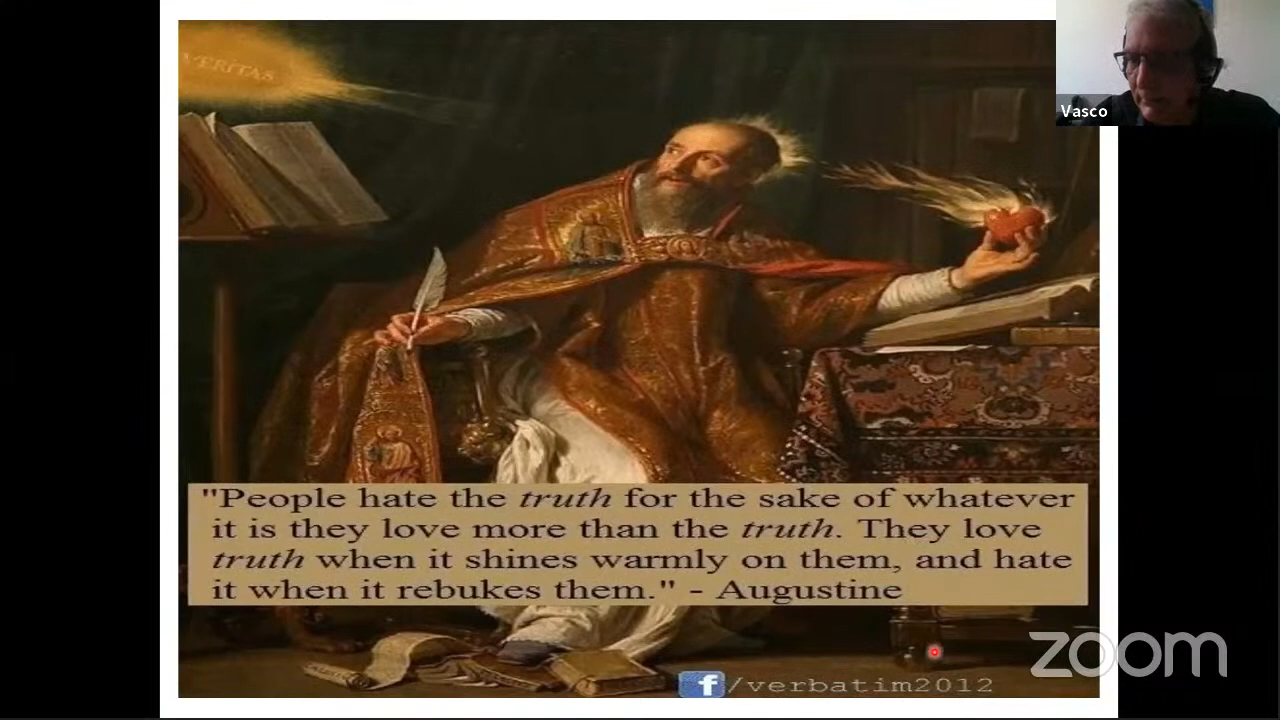 VERITAS
Vasco
"People hate the truth for the sake of whatever
it is they love more than the truth. They love
truth when it shines warmly on them, and hate
it when it rebukes them." - Augustine
f/verbatim2012
zoom